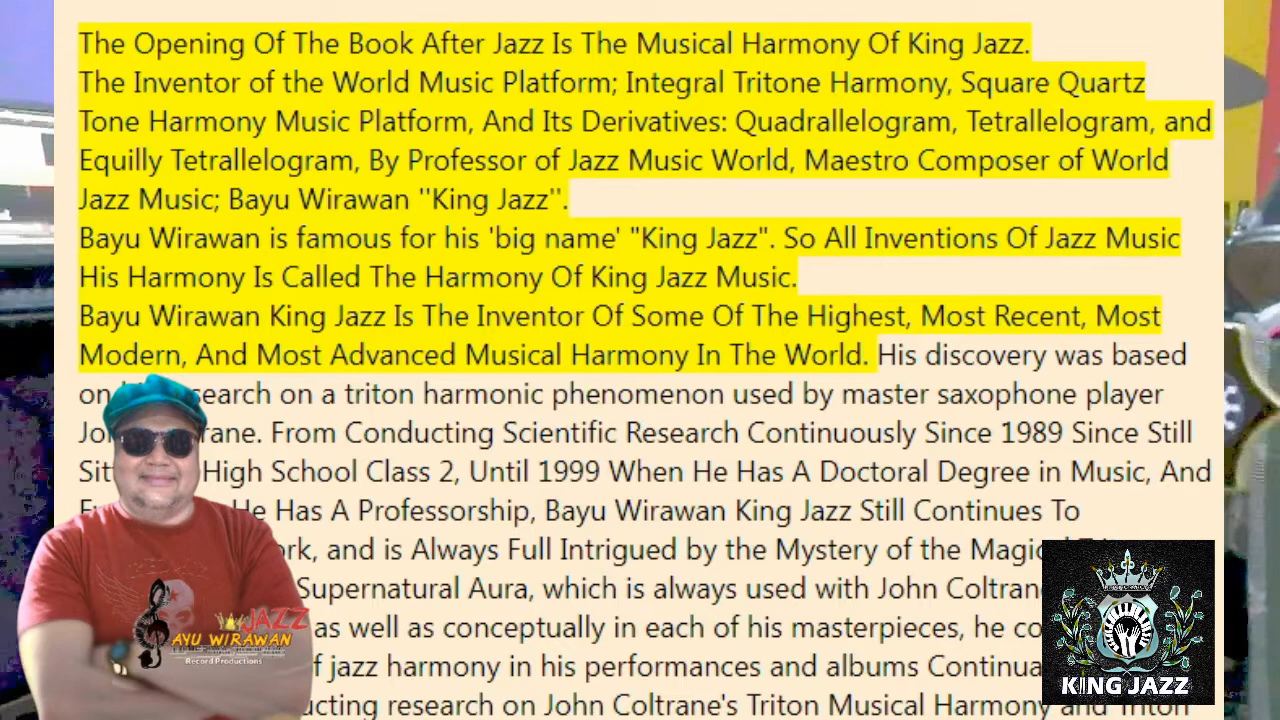 The Opening Of The Book After Jazz Is The Musical Harmony Of King Jazz.
The Inventor of the World Music Platform; Integral Tritone Harmony, Square Quartz
Tone Harmony Music Platform, And Its Derivatives: Quadrallelogram, Tetrallelogram, and
Equilly Tetrallelogram, By Professor of Jazz Music World, Maestro Composer of World
Jazz Music; Bayu Wirawan ''King Jazz''.
Bayu Wirawan is famous for his 'big name' "King Jazz". So All Inventions Of Jazz Music
His Harmony Is Called The Harmony Of King Jazz Music.
Bayu Wirawan King Jazz Is The Inventor Of Some Of The Highest, Most Recent, Most
Modern, And Most Advanced Musical Harmony In The World. His discovery was based
on research on a triton harmonic phenomenon used by master saxophone player
From Conducting Scientific Research Continuously Since 1989 Since Still
High School Class 2, Until 1999 When He Has A Doctoral Degree in Music, And
He Has A Professorship, Bayu Wirawan King Jazz Still Continues To
and is Always Full Intrigued by the Mystery of the
Supernatural Aura, which is always used with John
as well as conceptually in each of his masterpieces, he
jazz harmony in his performances and albums
research on John Coltrane's Triton Musical Harmony and Triton
JAZZ
AYU WIRAWAN
Record Productions
KING JAZZ